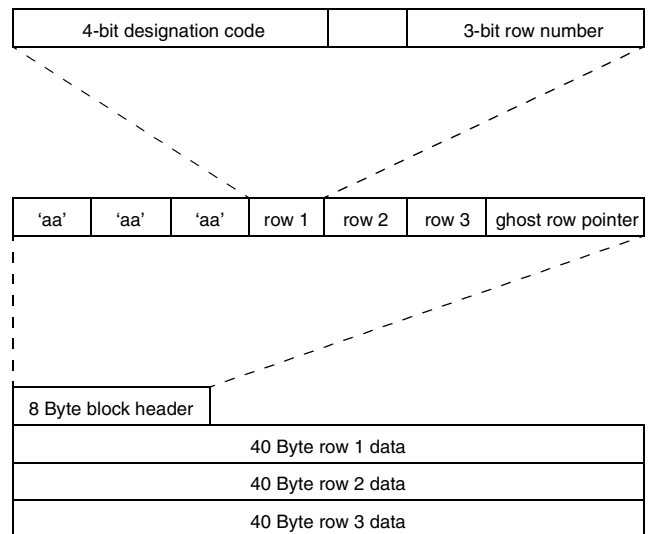 4-bit designation code 3-bit row number
‘aa’ ‘aa’ ‘aa’ row 1 row 2 row 3 ghost row pointer
8 Byte block header
40 Byte row 1 data
40 Byte row 2 data
40 Byte row 3 data